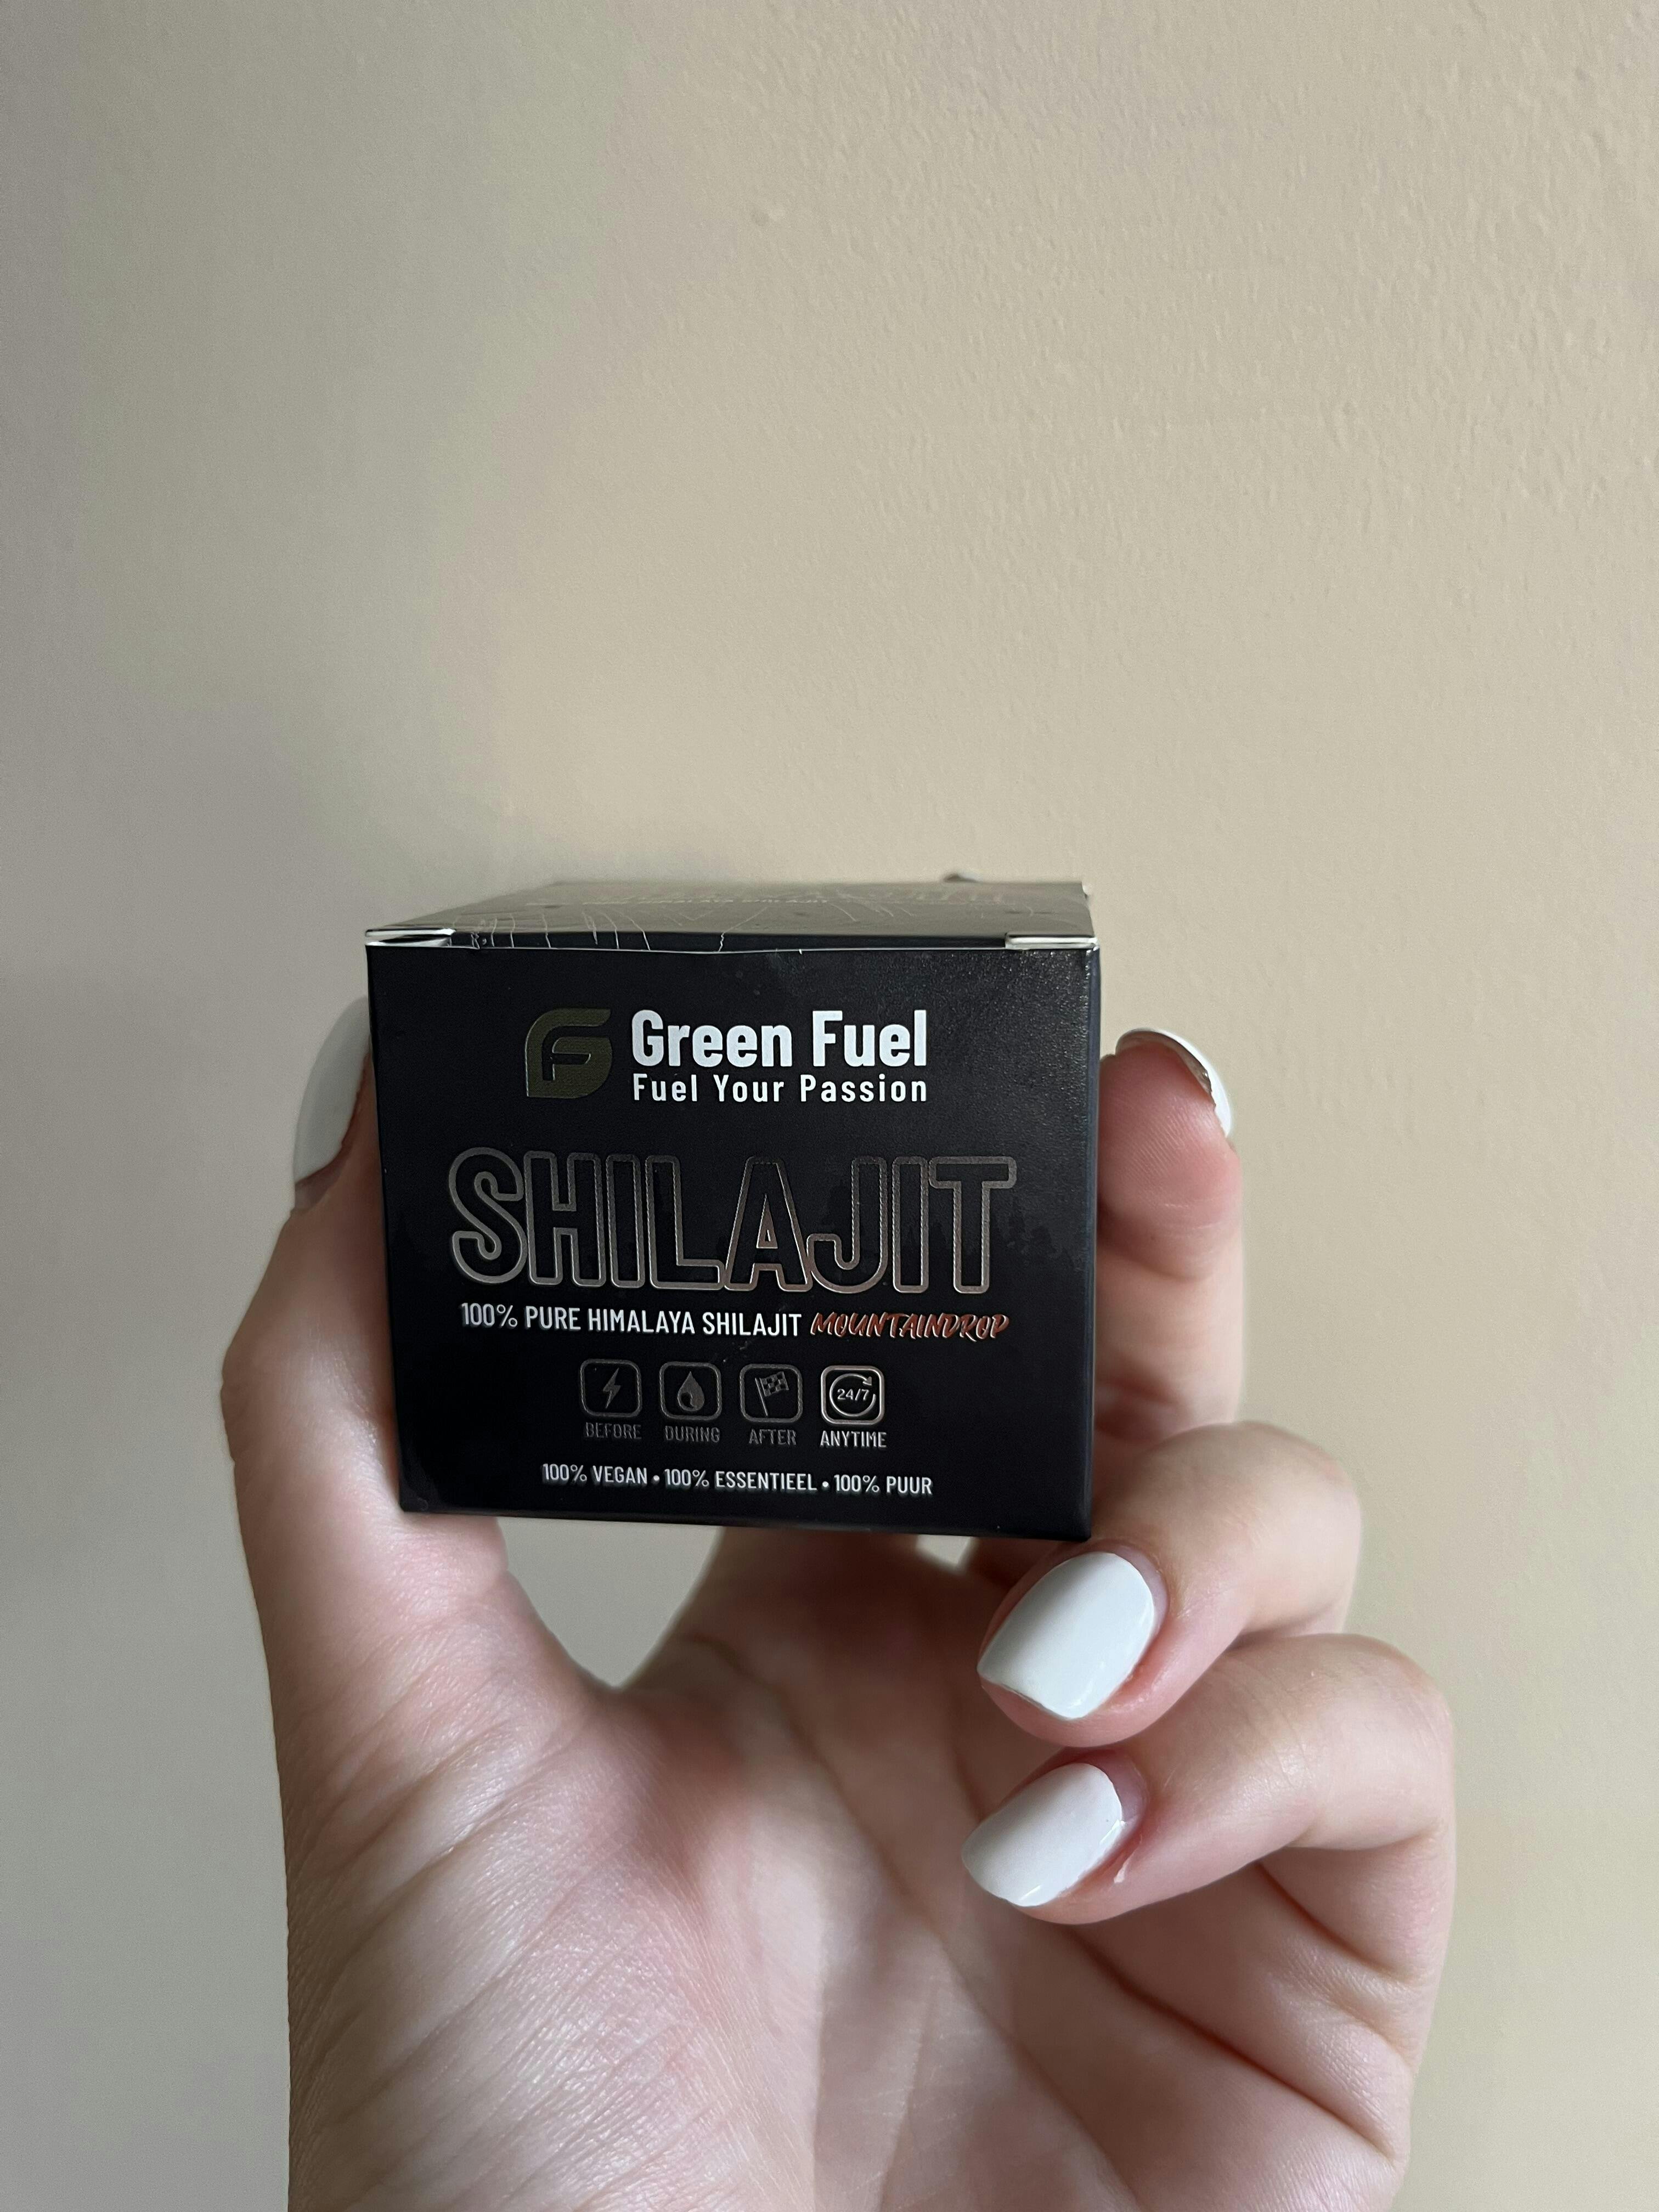 Green Fuel
Fuel Your Passion
SHILAJIT
100% PURE HIMALAYA SHILAJIT MOUNTAINDROP
24/7
BEFORE DURING AFTER ANYTIME
100% VEGAN • 100% ESSENTIEEL • 100% PUUR